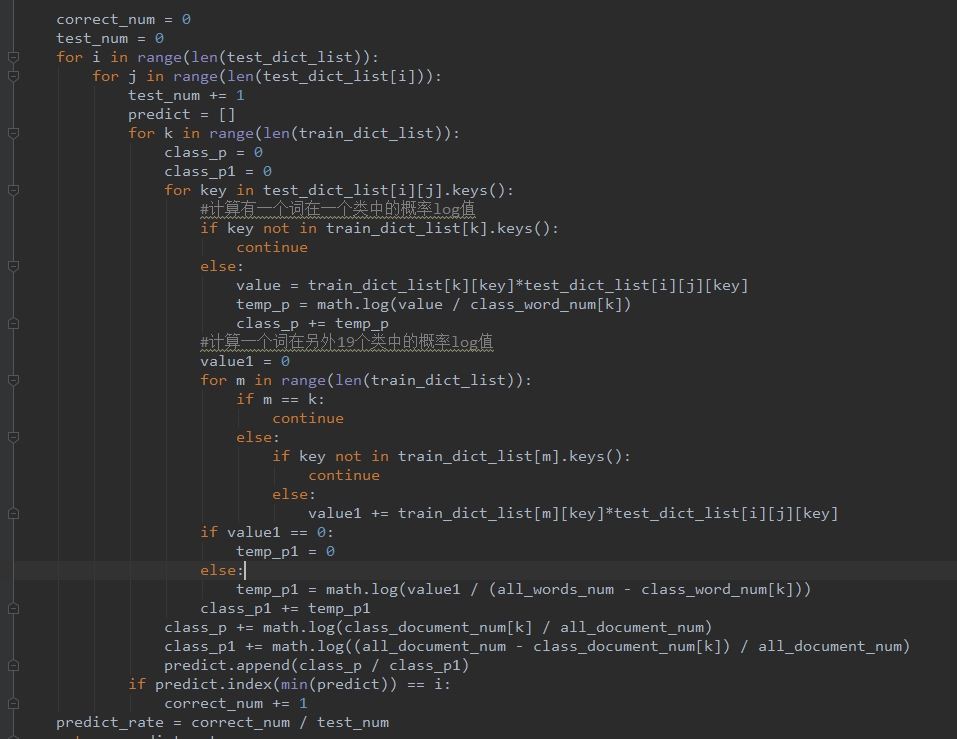 correct_num = 0
test_num = 0
for i in range(len(test_dict_list)):
    for j in range(len(test_dict_list[i])):
        test_num += 1
        predict = []
        for k in range(len(train_dict_list)):
            class_p = 0
            class_p1 = 0
            for key in test_dict_list[i][j].keys():
                #计算有一个词在一个类中的概率log值
                if key not in train_dict_list[k].keys():
                    continue
                else:
                    value = train_dict_list[k][key]*test_dict_list[i][j][key]
                    temp_p = math.log(value / class_word_num[k])
                    class_p += temp_p
                #计算一个词在另外19个类中的概率log值
                value1 = 0
                for m in range(len(train_dict_list)):
                    if m == k:
                        continue
                    else:
                        if key not in train_dict_list[m].keys():
                            continue
                        else:
                            value1 += train_dict_list[m][key]*test_dict_list[i][j][key]
                if value1 == 0:
                    temp_p1 = 0
                else:
                    temp_p1 = math.log(value1 / (all_words_num - class_word_num[k]))
                class_p1 += temp_p1
            class_p += math.log(class_document_num[k] / all_document_num)
            class_p1 += math.log((all_document_num - class_document_num[k]) / all_document_num)
            predict.append(class_p / class_p1)
        if predict.index(min(predict)) == i:
            correct_num += 1
predict_rate = correct_num / test_num